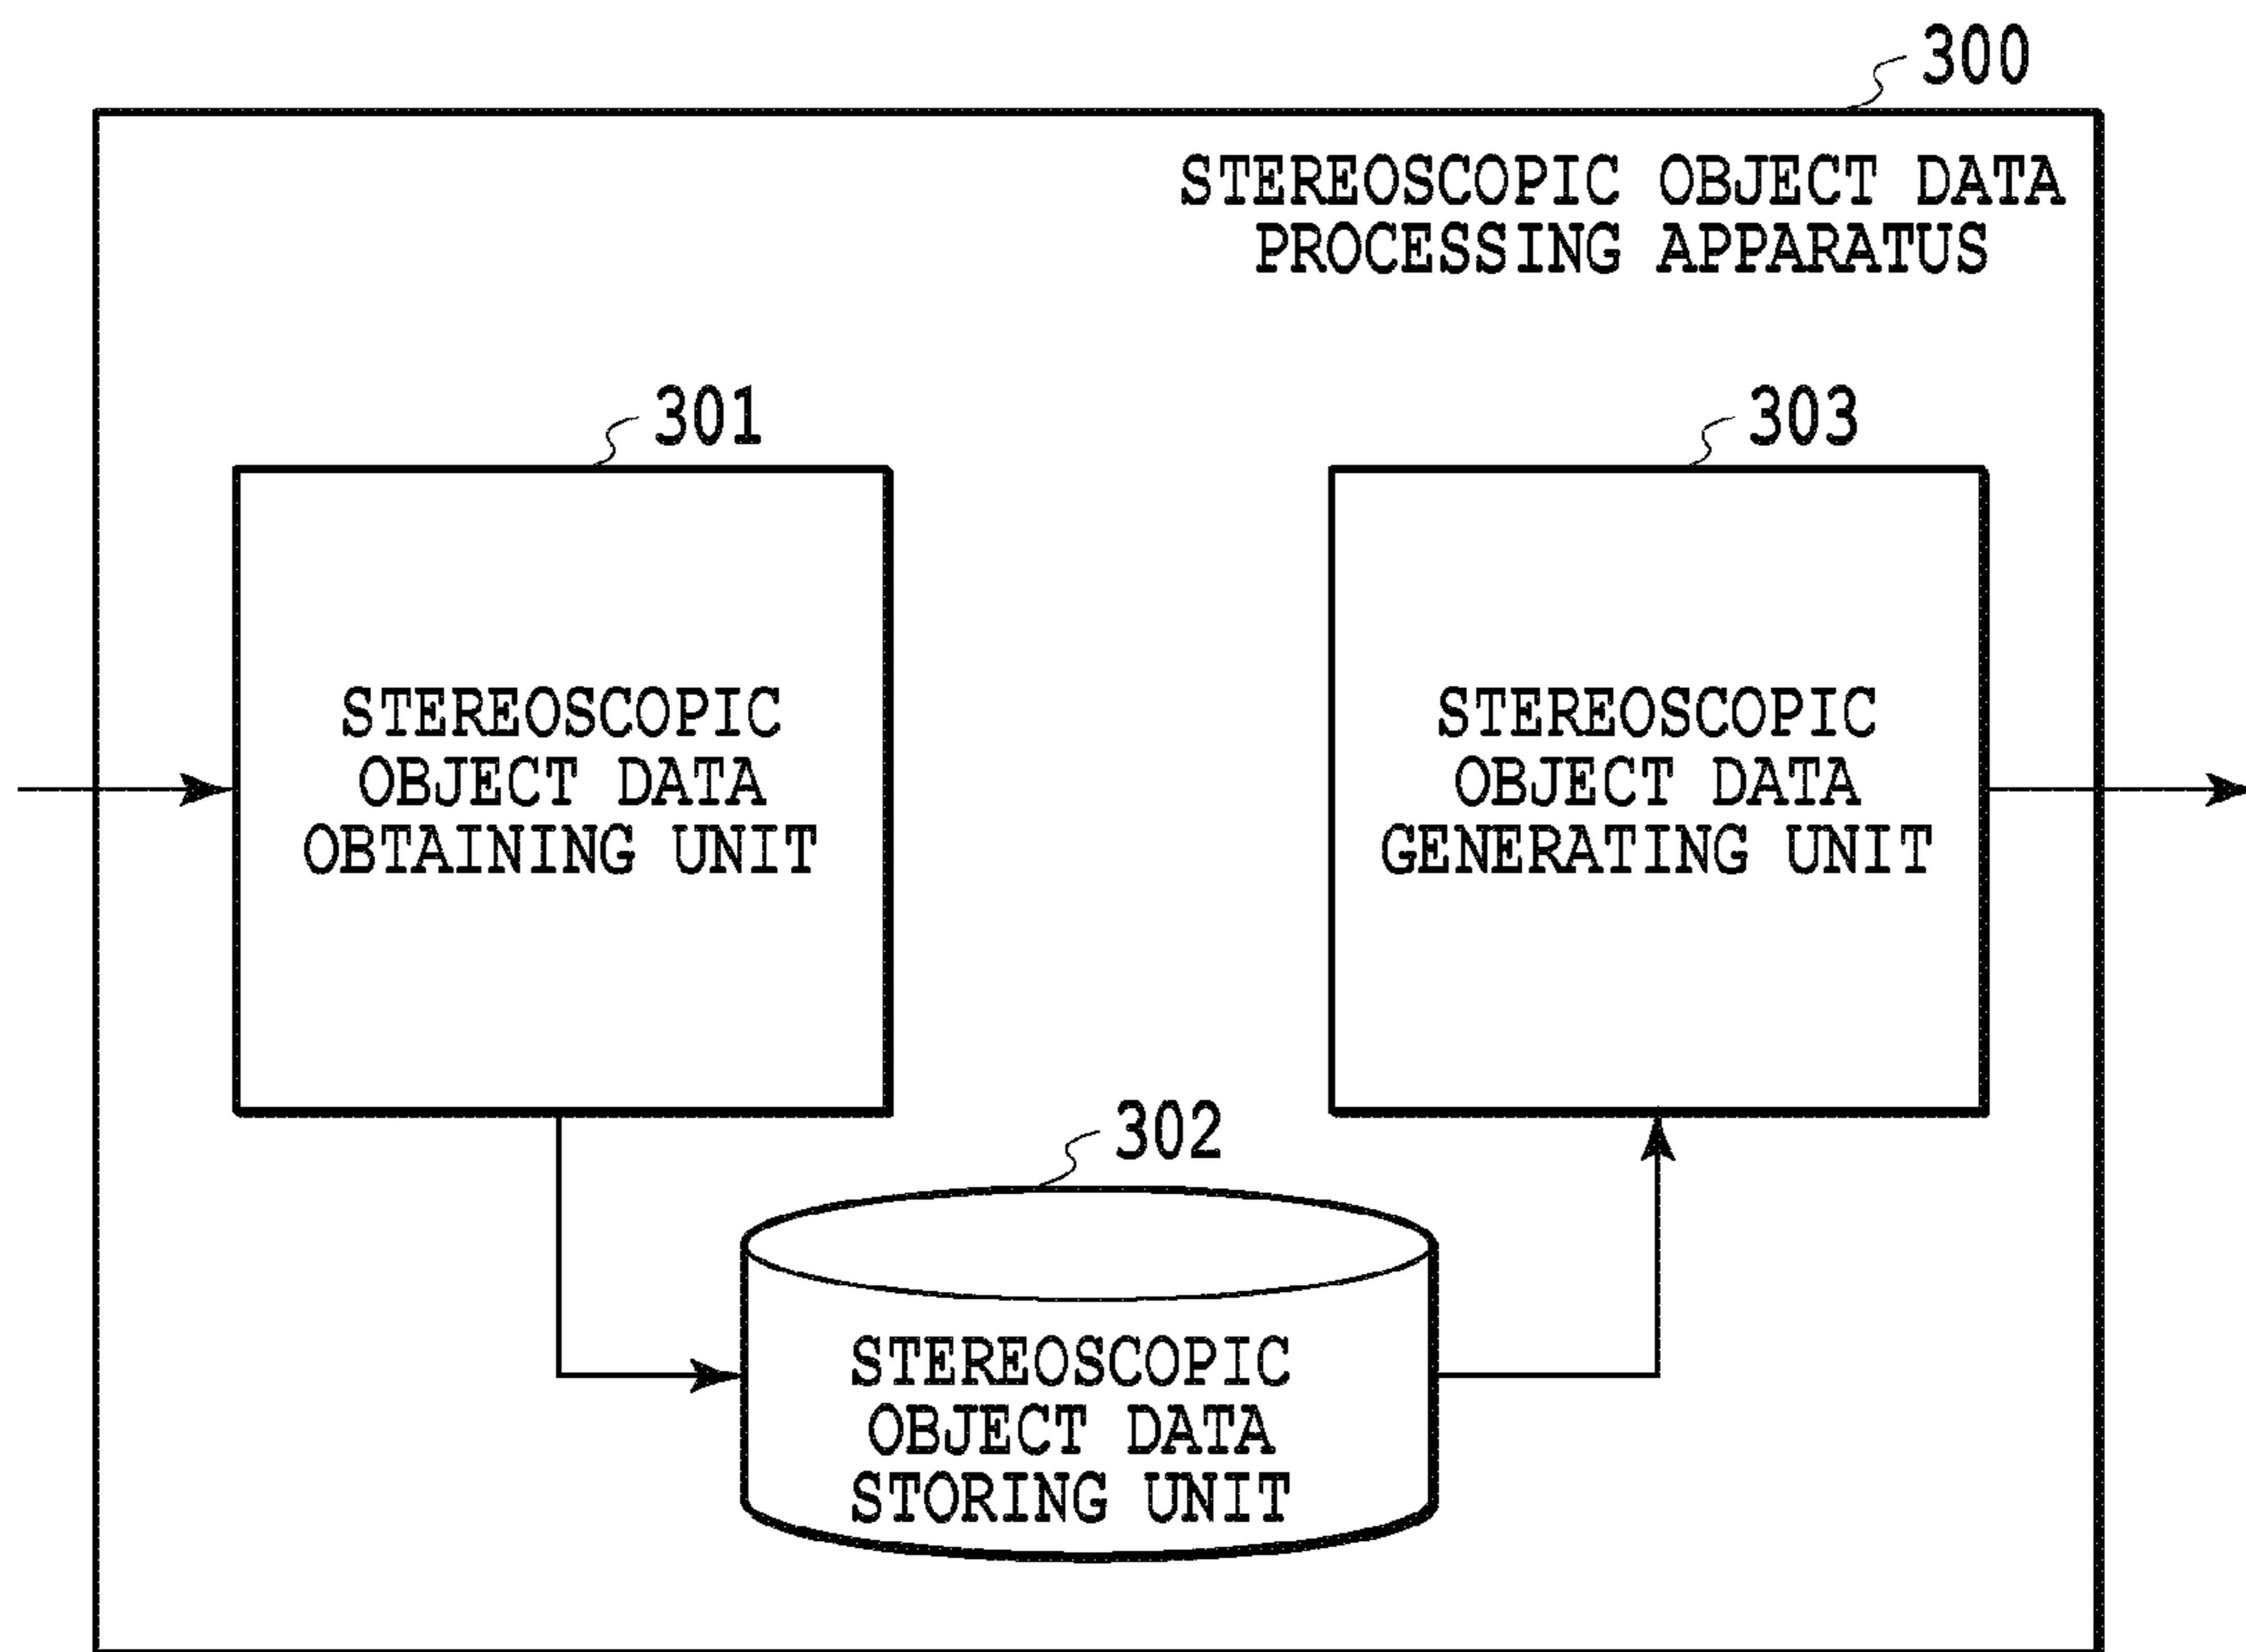 300
STEREOSCOPIC OBJECT DATA
PROCESSING APPARATUS
301
STEREOSCOPIC
OBJECT DATA
OBTAINING UNIT
303
STEREOSCOPIC
OBJECT DATA
GENERATING UNIT
302
STEREOSCOPIC
OBJECT DATA
STORING UNIT